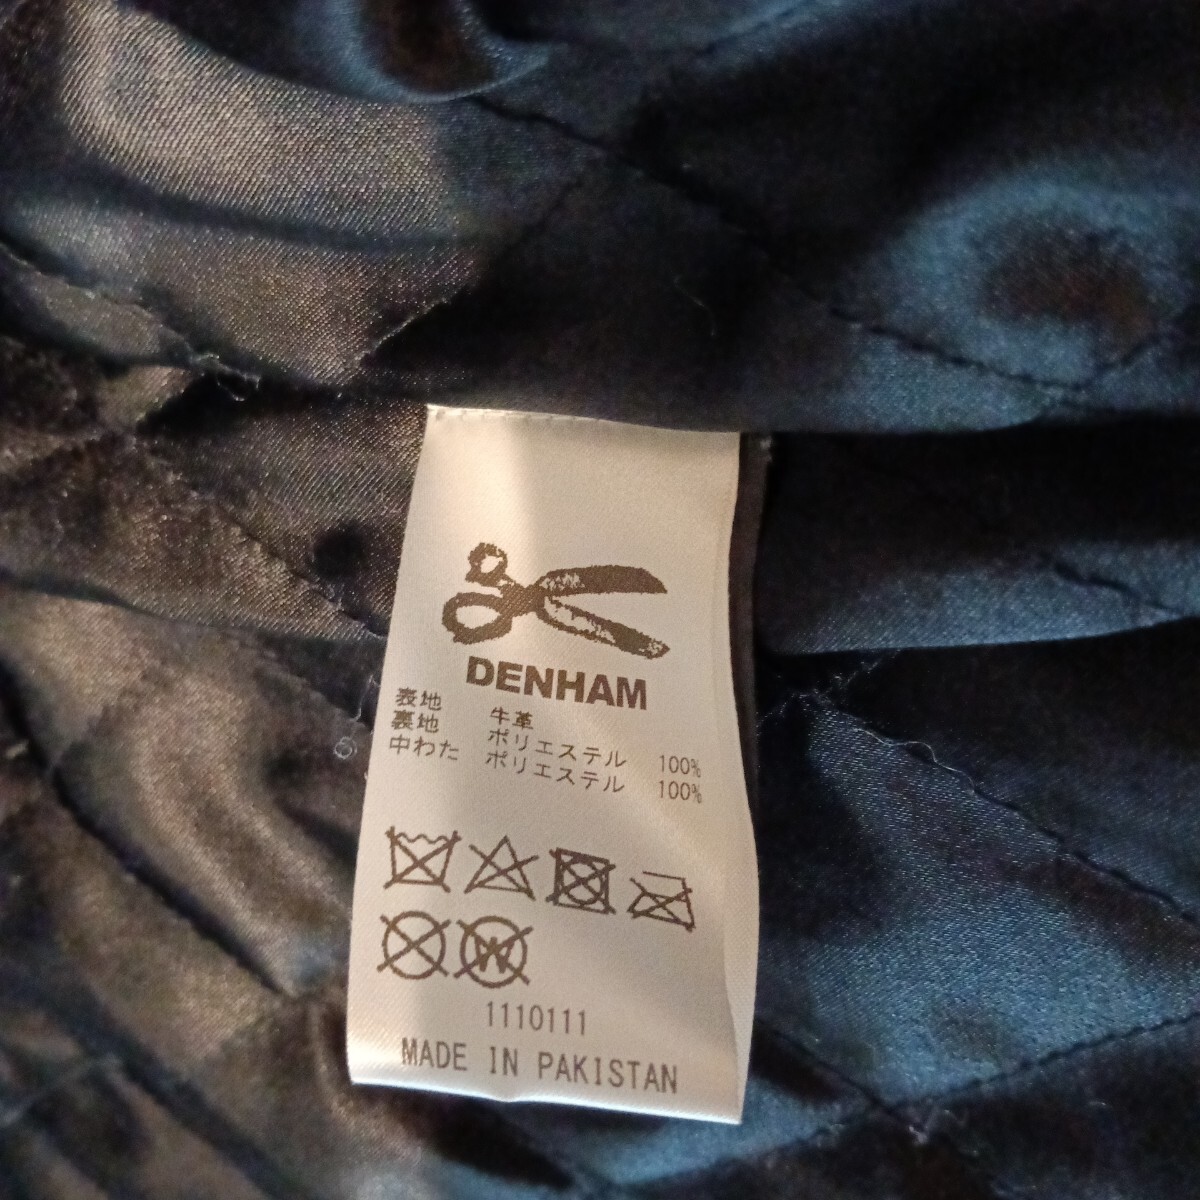 DENHAM
表地 牛革
裏地 ポリエステル 100%
中わた ポリエステル 100%
W
1110111
MADE IN PAKISTAN